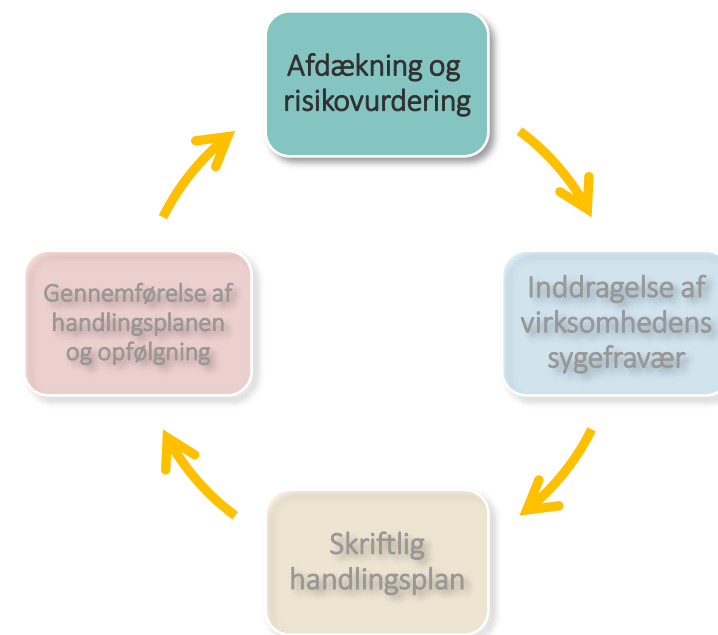 Afdækning og
risikovurdering
Inddragelse af
virksomhedens
sygefravær
Skriftlig
handlingsplan
Gennemførelse af
handlingsplanen
og opfølgning